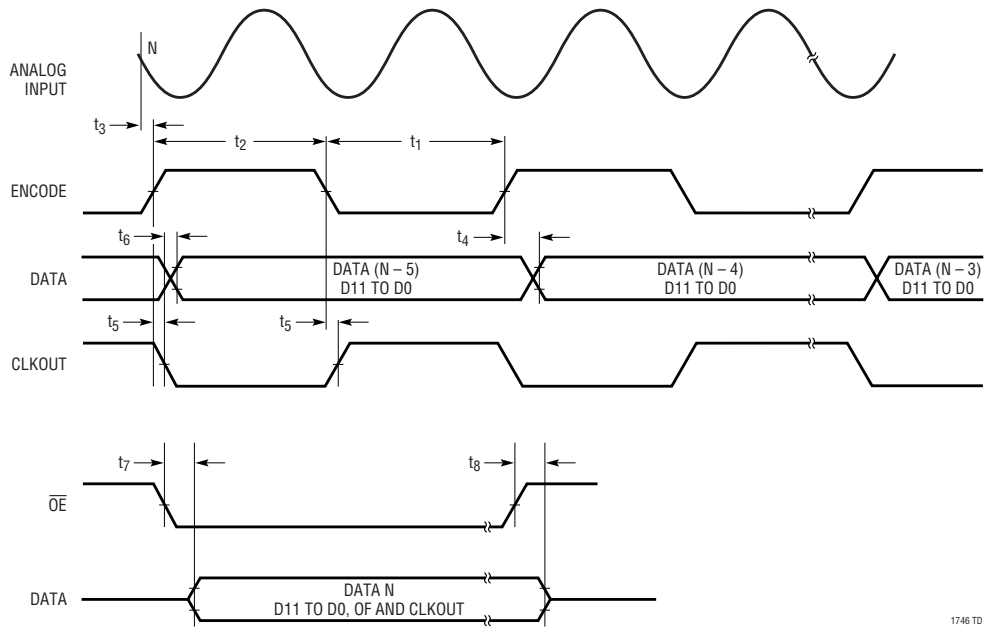 N
ANALOG
INPUT
t3
t2
t1
ENCODE
t6
t4
DATA (N – 5)
D11 TO D0
DATA (N – 4)
D11 TO D0
DATA (N – 3)
D11 TO D0
DATA
t5
t5
CLKOUT
t7
t8
OE
DATA N
D11 TO D0, OF AND CLKOUT
DATA
1746 TD